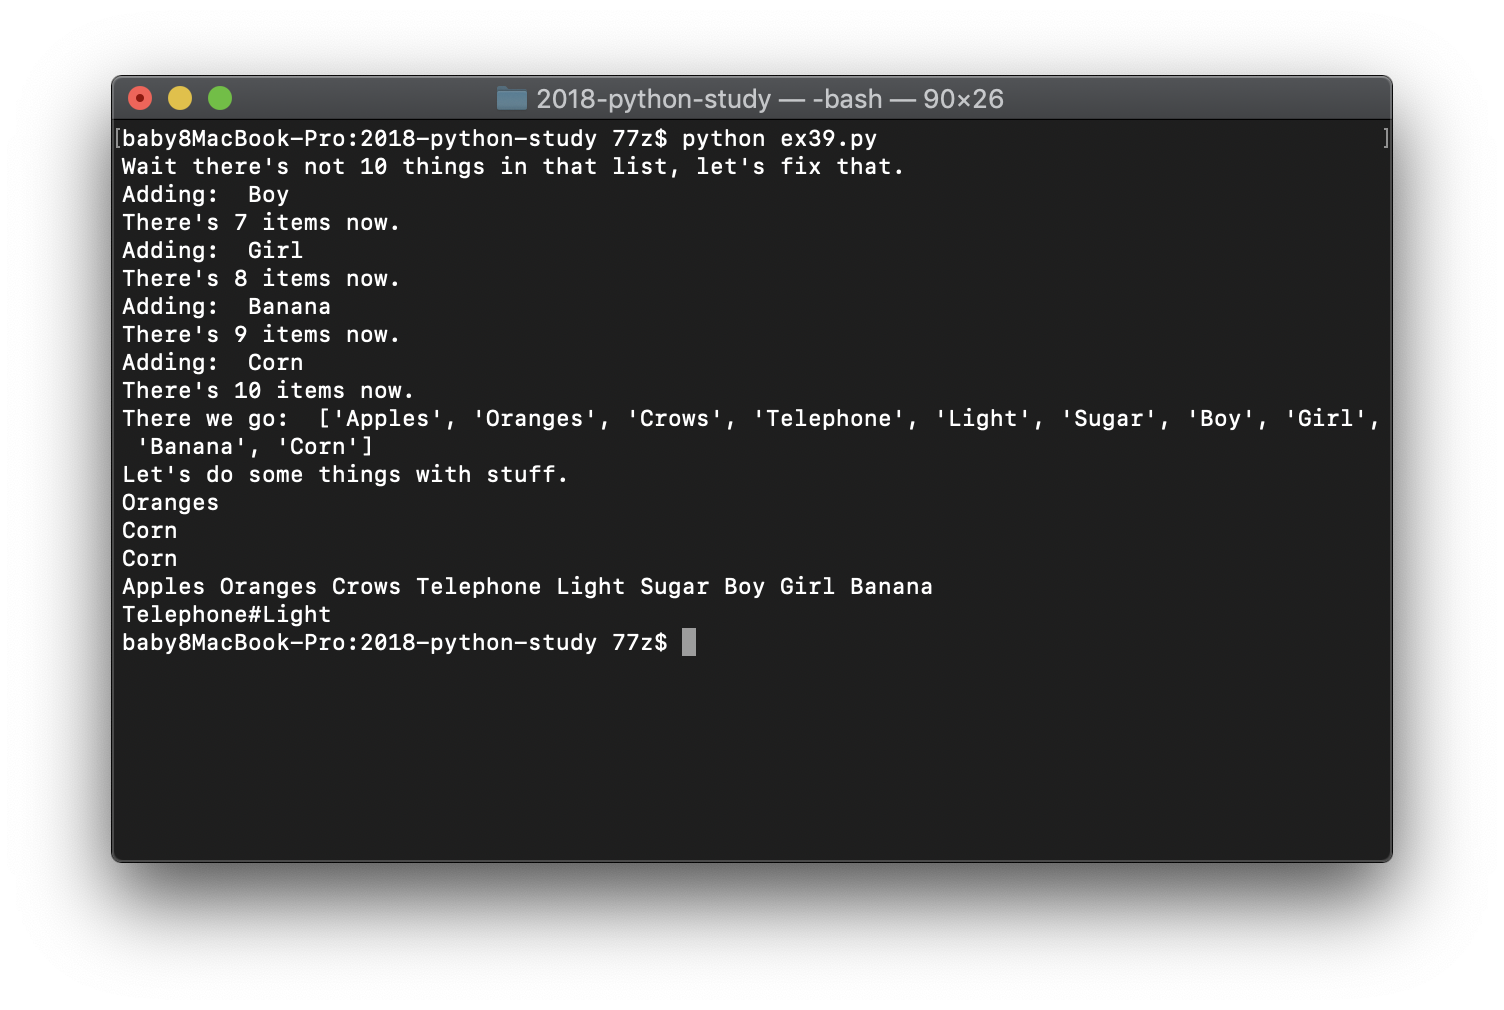 2018-python-study — -bash — 90×26
[baby8MacBook-Pro:2018-python-study 77z$ python ex39.py ]
Wait there's not 10 things in that list, let's fix that.
Adding:  Boy
There's 7 items now.
Adding:  Girl
There's 8 items now.
Adding:  Banana
There's 9 items now.
Adding:  Corn
There's 10 items now.
There we go:  ['Apples', 'Oranges', 'Crows', 'Telephone', 'Light', 'Sugar', 'Boy', 'Girl',
 'Banana', 'Corn']
Let's do some things with stuff.
Oranges
Corn
Corn
Apples Oranges Crows Telephone Light Sugar Boy Girl Banana
Telephone#Light
baby8MacBook-Pro:2018-python-study 77z$